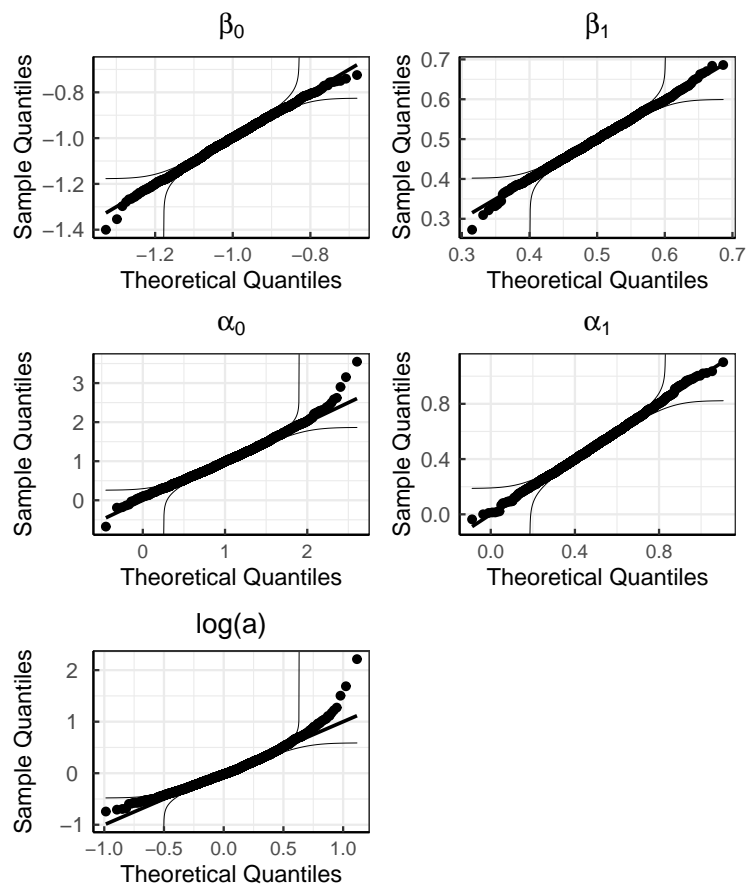 β0
Sample Quantiles
−0.8
−1.0
−1.2
−1.4
−1.2 −1.0 −0.8
Theoretical Quantiles
β1
Sample Quantiles
0.7
0.6
0.5
0.4
0.3
0.3 0.4 0.5 0.6 0.7
Theoretical Quantiles
α0
Sample Quantiles
3
2
1
0
0 1 2
Theoretical Quantiles
α1
Sample Quantiles
0.8
0.4
0.0
0.0 0.4 0.8
Theoretical Quantiles
log(a)
Sample Quantiles
2
1
0
−1
−1.0 −0.5 0.0 0.5 1.0
Theoretical Quantiles